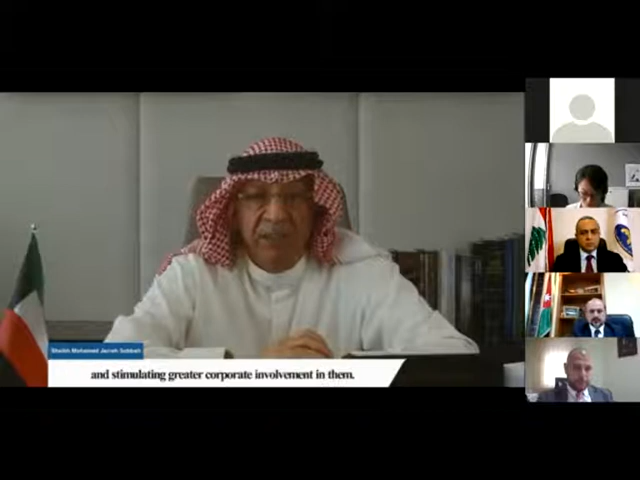 Sheikh Mohamed Jarrah Sabbah
and stimulating greater corporate involvement in them.